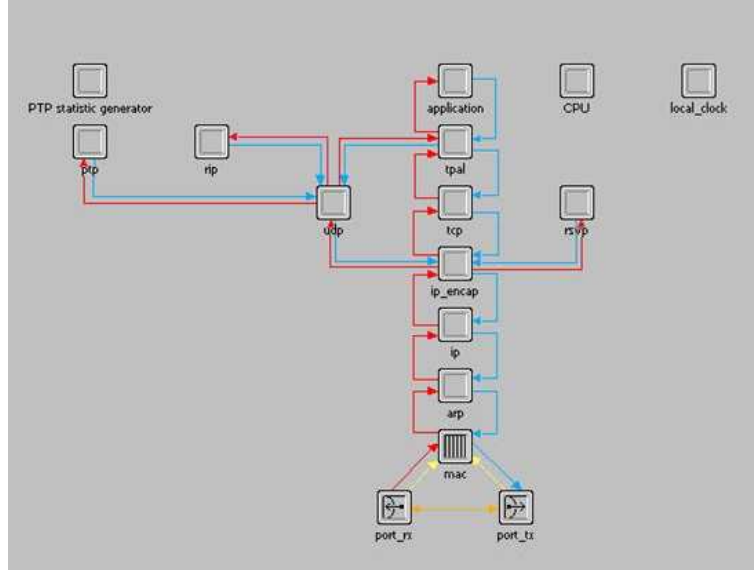 PTP statistic generator
application
CPU
local_clock
ptp
rip
tpal
udp
tcp
rsvp
ip_encap
ip
arp
mac
port_rx
port_tx